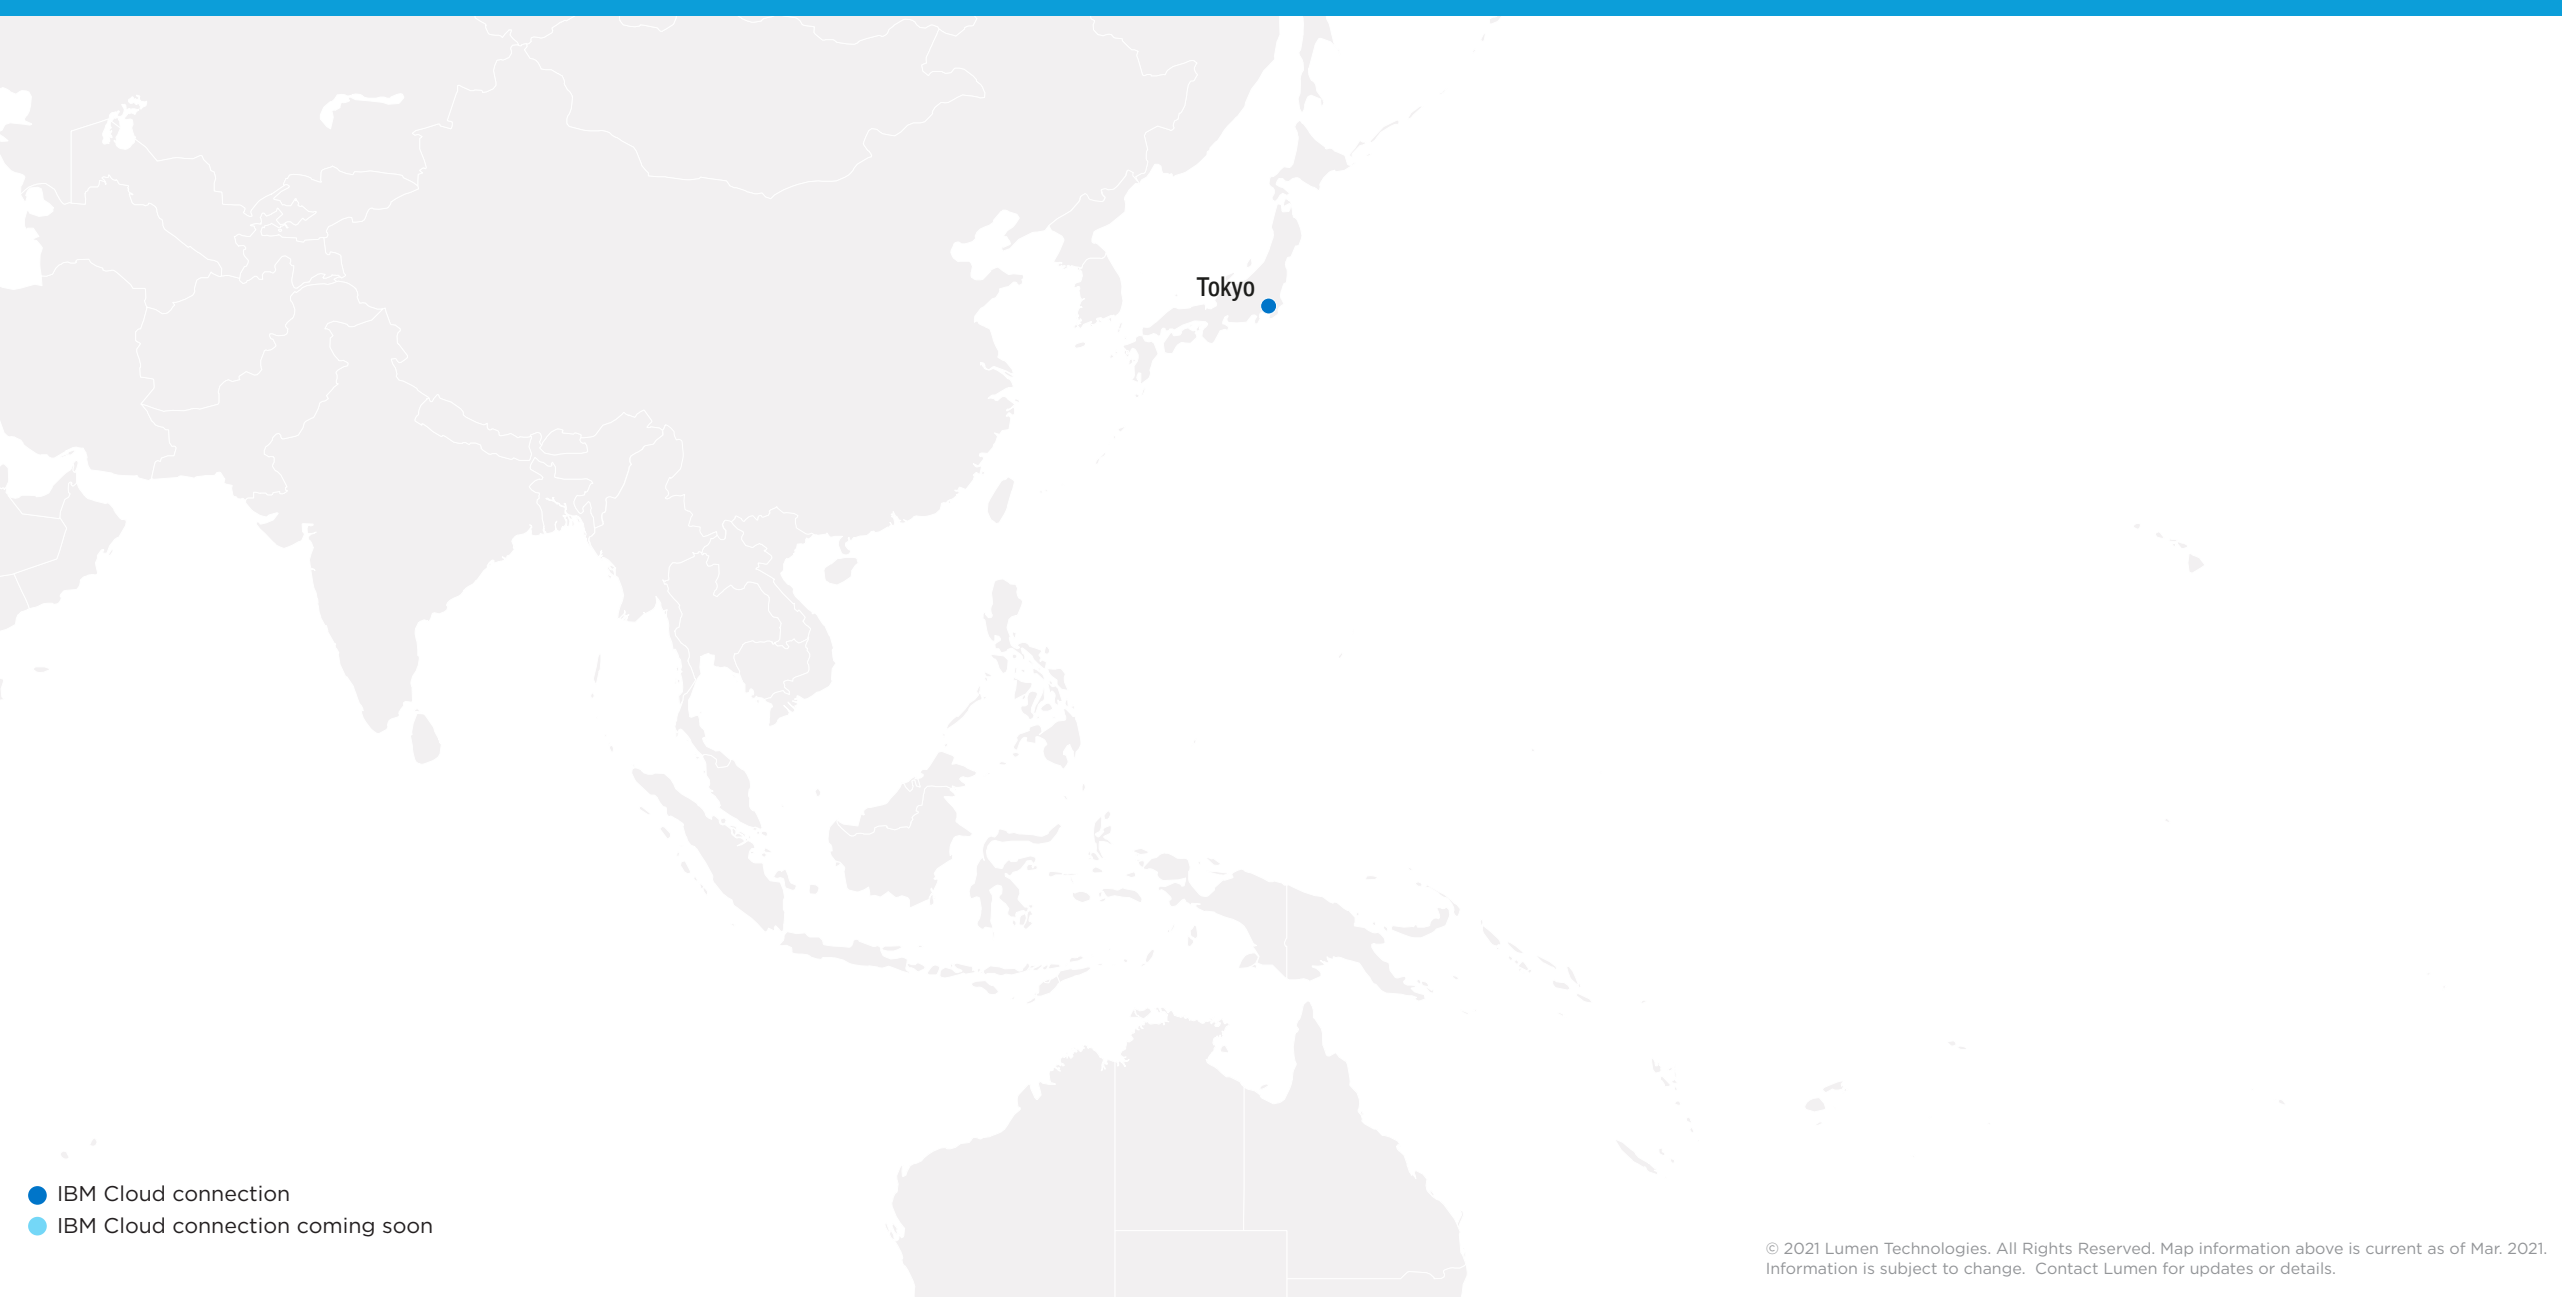 Tokyo
IBM Cloud connection
IBM Cloud connection coming soon
© 2021 Lumen Technologies. All Rights Reserved. Map information above is current as of Mar. 2021.
Information is subject to change.  Contact Lumen for updates or details.